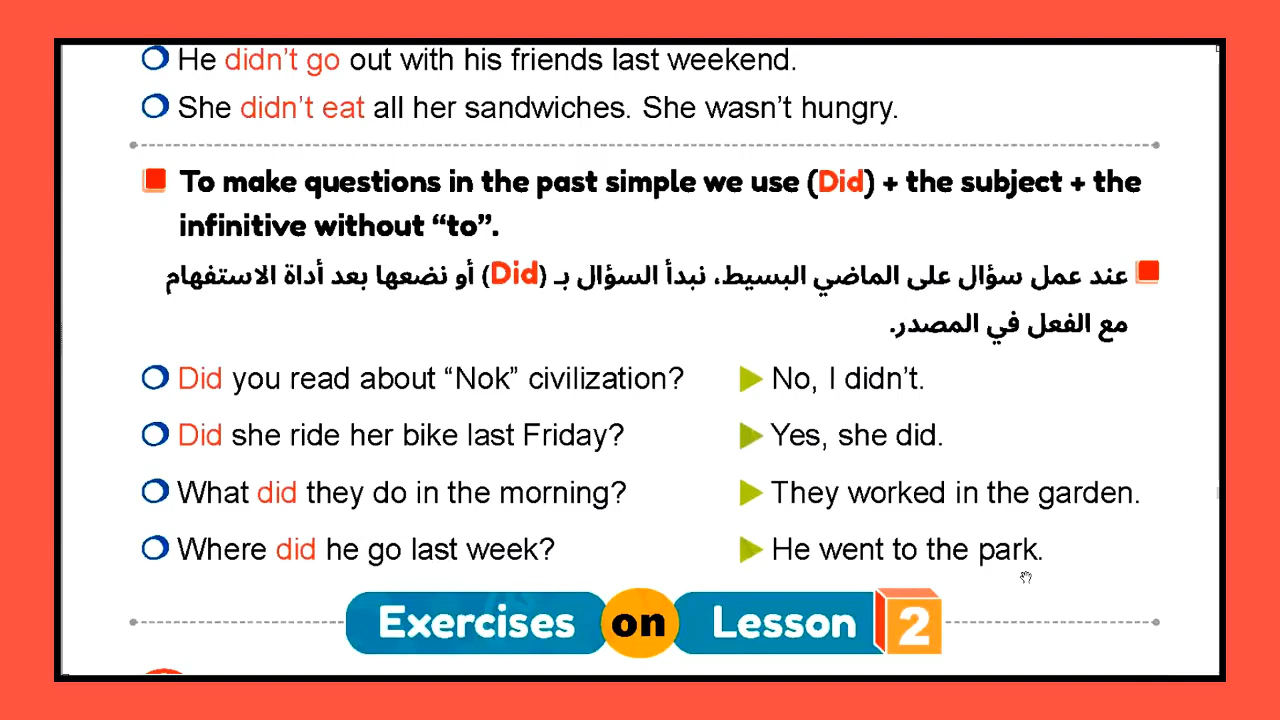 He didn't go out with his friends last weekend.
She didn't eat all her sandwiches. She wasn't hungry.
To make questions in the past simple we use (Did) + the subject + the
infinitive without “to”.
عند عمل سؤال على الماضي البسيط، نبدأ السؤال بـ (Did) أو نضعها بعد أداة الاستفهام
مع الفعل في المصدر.
Did you read about “Nok” civilization? No, I didn't.
Did she ride her bike last Friday? Yes, she did.
What did they do in the morning? They worked in the garden.
Where did he go last week? He went to the park.
Exercises on Lesson 2